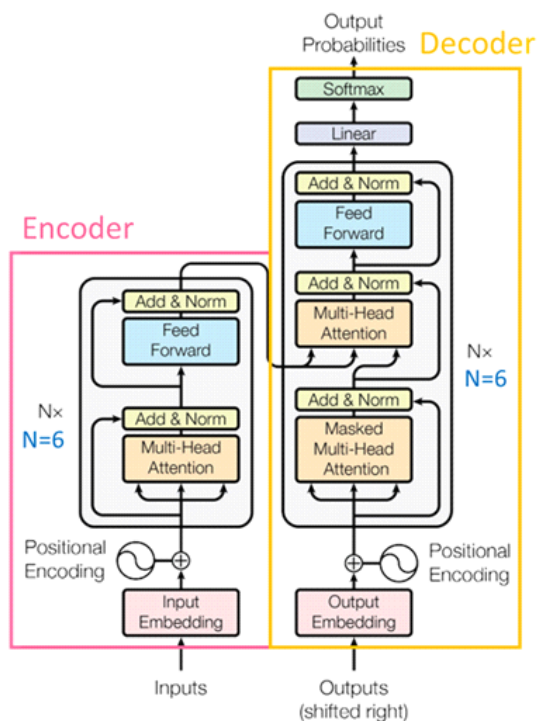 Output
Probabilities
Decoder
Softmax
Linear
Add & Norm
Feed
Forward
Add & Norm
Multi-Head
Attention
Nx
N=6
Add & Norm
Masked
Multi-Head
Attention
Positional
Encoding
Output
Embedding
Outputs
(shifted right)
Encoder
Add & Norm
Feed
Forward
Nx
N=6
Add & Norm
Multi-Head
Attention
Positional
Encoding
Input
Embedding
Inputs